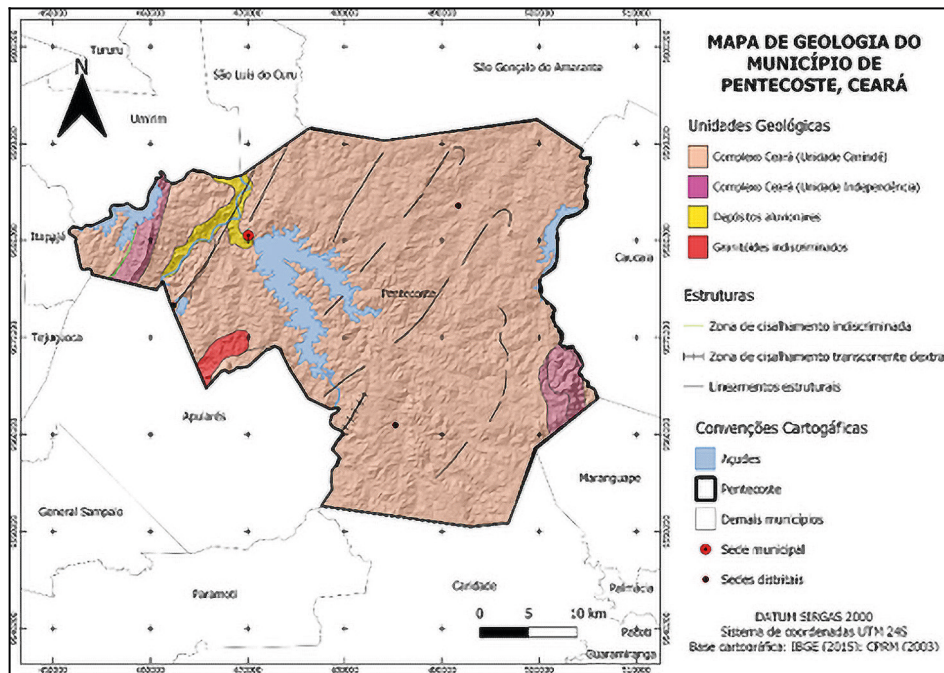 MAPA DE GEOLOGIA DO
MUNICÍPIO DE
PENTECOSTE, CEARÁ
Unidades Geológicas
Complexo Ceará (Unidade Canindé)
Complexo Ceará (Unidade Independência)
Depósitos aluvionares
Granitóides indiscriminados
Estruturas
Zona de cisalhamento indiscriminada
Zona de cisalhamento transcorrente dextral
Lineamentos estruturais
Convenções Cartogáficas
Açudes
Pentecoste
Demais municípios
Sede municipal
Sedes distritais
DATUM SIRGAS 2000
Sistema de coordenadas UTM 24S
Base cartográfica: IBGE (2015); CPRM (2003)
N
Tururu
São Luís do Curu
São Gonçalo do Amarante
Umirim
Itapajé
Caucaia
Pentecoste
Tejuçuoca
Apuiarés
Maranguape
General Sampaio
Paramoti
Caridade
Palmácia
Pacoti
Guaramiranga
0 5 10 km